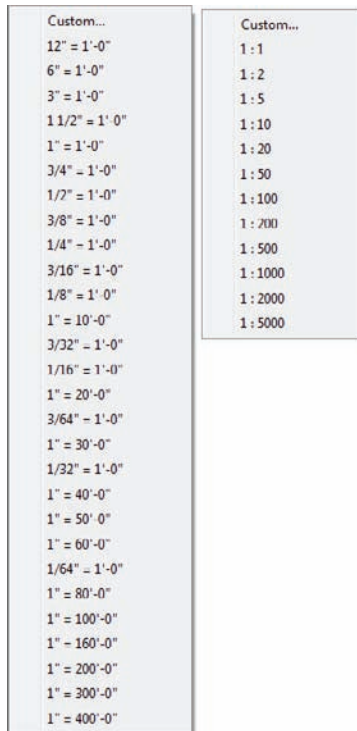 Custom...
12" = 1'-0"
6" = 1'-0"
3" = 1'-0"
1 1/2" = 1'-0"
1" = 1'-0"
3/4" = 1'-0"
1/2" = 1'-0"
3/8" = 1'-0"
1/4" = 1'-0"
3/16" = 1'-0"
1/8" = 1'-0"
1" = 10'-0"
3/32" = 1'-0"
1/16" = 1'-0"
1" = 20'-0"
3/64" = 1'-0"
1" = 30'-0"
1/32" = 1'-0"
1" = 40'-0"
1" = 50'-0"
1" = 60'-0"
1/64" = 1'-0"
1" = 80'-0"
1" = 100'-0"
1" = 160'-0"
1" = 200'-0"
1" = 300'-0"
1" = 400'-0"
Custom...
1 : 1
1 : 2
1 : 5
1 : 10
1 : 20
1 : 50
1 : 100
1 : 200
1 : 500
1 : 1000
1 : 2000
1 : 5000